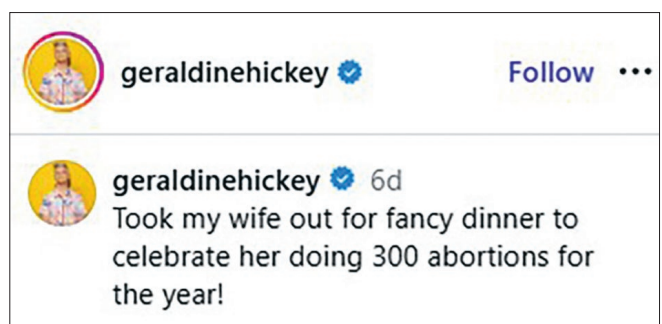 geraldinehickey Follow
geraldinehickey 6d
Took my wife out for fancy dinner to
celebrate her doing 300 abortions for
the year!